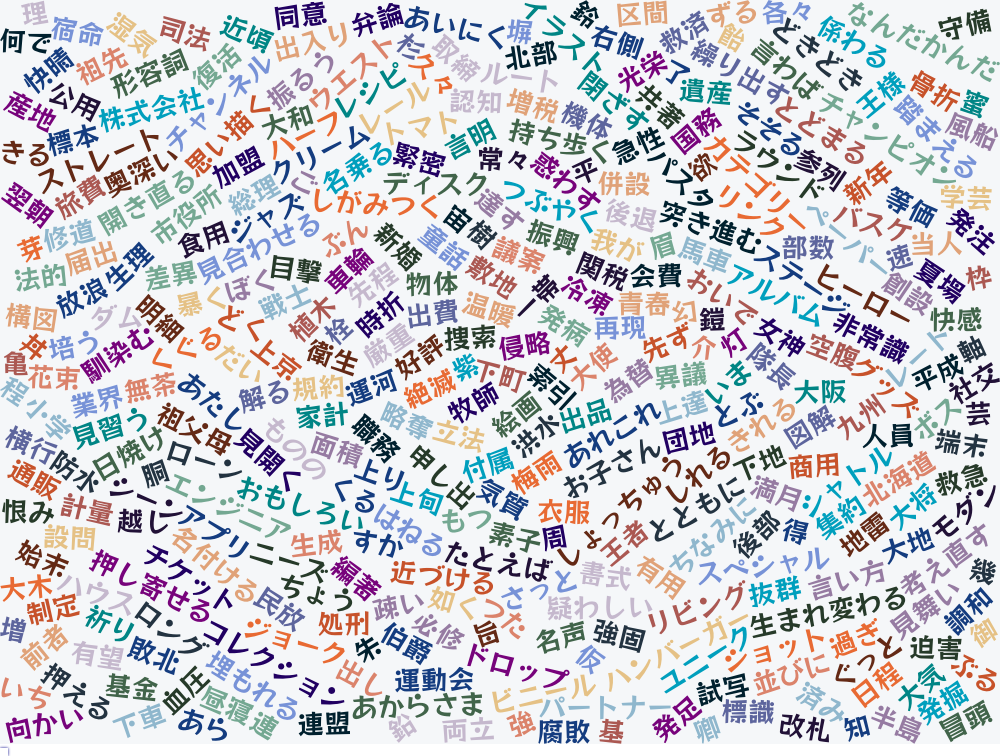 理
宿命
湿気
司法
近頃
同意
弁論
あいにく
塀
イラスト
鈴
右側
区間
救済
ずる
飴
各々
どきどき
係わる
なんだかんだ
守備
何で
快晴
祖先
形容詞
復活
出入り
杉
取締
ルート
北部
閉ざす
光栄
繰り出す
言わば
王様
骨折
蜜
産地
公用
株式会社
チャンネル
振るう
ウエスト
レシピ
認知
増税
機体
共著
遺産
そそる
とどまる
チャンピオン
踏まえる
風船
標本
きる
ストレート
奥深い
思い描く
大和
ハーフ
レール
トマト
言明
持ち歩く
急性
国務
ラウンド
参列
翌朝
旅費
開き直る
加盟
クリーム
名乗る
緊密
常々
惑わす
平
パスタ
欲
カテゴリー
新年
等価
学芸
芽
修道
市役所
総理
ジャズ
しがみつく
ディスク
つぶやく
併設
後退
リンク
ペーパー
バスケ
発注
法的
届出
放浪
生理
差異
食用
見合わせる
ぶん
新婚
童話
宙
樹
達す
振興
我が
眉
馬車
突き進む
部数
速
当人
構図
グム
明細
暴く
ぼく
目撃
車輪
先程
物体
敷地
議案
関税
会費
おいで
アルバム
ステージ
ヒーロー
創設
夏場
枠
井
培う
馴染む
くぐる
どく
戦士
植木
栓
時折
出費
温暖
一帯
冷凍
青春
幻
鎧
灯
女神
非常識
快感
亀
花束
だい
上京
衛生
厳重
好評
捜索
侵略
発病
再現
先ず
介
隊長
空腹
グッズ
ノート
平成
軸
程
小学
業界
無茶
あたし
解る
規約
運河
絶滅
紫
下町
女
大使
為替
異議
いま
大阪
社交
横行
見習う
祖父母
家計
略奪
牧師
索引
絵画
出品
あれこれ
上達
とぶ
図解
九州
ボス
芸
防水
日焼け
ローン
見開く
ものの
面積
職務
立法
洪水
団地
きれる
人員
端末
通販
胴
エンジニア
おもしろい
くる
上り
申し出
付属
梅雨
お子さん
しれる
下地
商用
シャトル
北海道
救急
恨み
計量
越し
ジーン
アプリ
ニーズ
すか
はねる
上旬
もつ
気質
素子
衣服
周
しょっちゅう
王者
とともに
満月
後部
得
集約
地雷
大将
モダン
設問
始末
押し寄せる
チケット
名付ける
生成
ちょう
編著
近づける
たとえば
さっと
書式
有用
ちなみに
スペシャル
大地
言い方
考え直す
幾
大木
制定
ハウス
ロング
コレクション
民放
ジョーク
処刑
疎い
必修
如く
った
缶
疑わしい
リビング
抜群
生まれ変わる
見舞い
調和
増
前者
祈り
有望
敗北
埋もれる
出し
朱
伯爵
ドロップ
名声
強固
仮
ハンバーガー
ユニーク
ショット
過ぎ
迫害
御
いち
押える
基金
自圧
昼寝
連
運動会
あからさま
ビニール
パートナー
試写
並びに
ぐっと
日程
大気
ぶる
発掘
向かい
下車
あら
連盟
鉛
両立
強
腐敗
基
発足
卿
標識
済み
改札
知
半島
冒頭